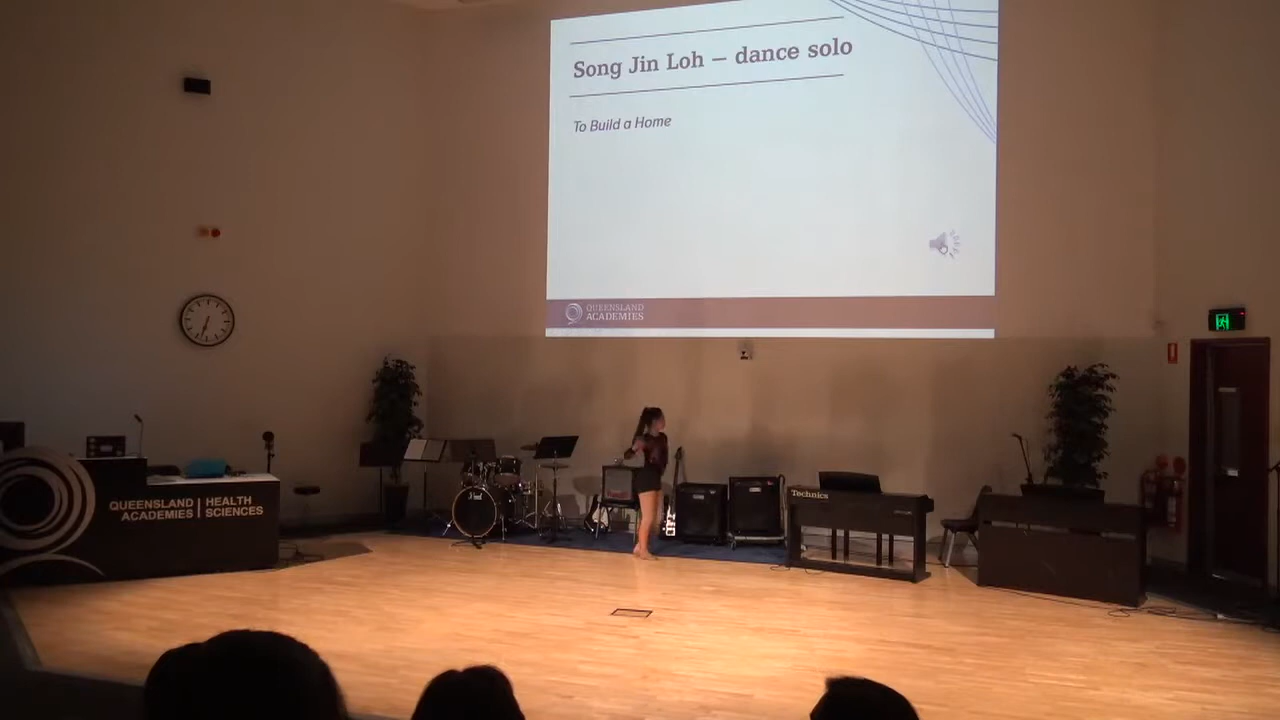 Song Jin Loh – dance solo
To Build a Home
QUEENSLAND
ACADEMIES
QUEENSLAND
ACADEMIES
HEALTH
SCIENCES
Technics